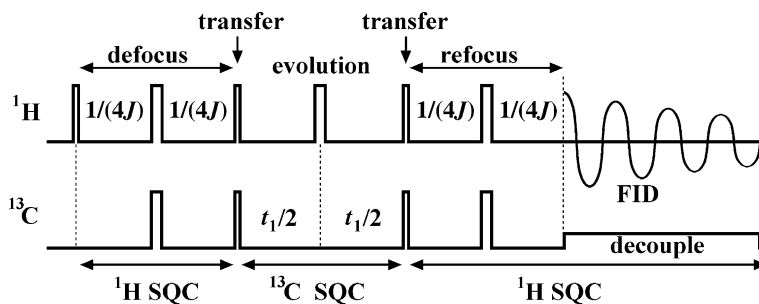 transfer transfer
defocus evolution refocus
¹H 1/(4J) 1/(4J) 1/(4J) 1/(4J)
FID
¹³C t₁/2 t₁/2 decouple
¹H SQC ¹³C SQC ¹H SQC